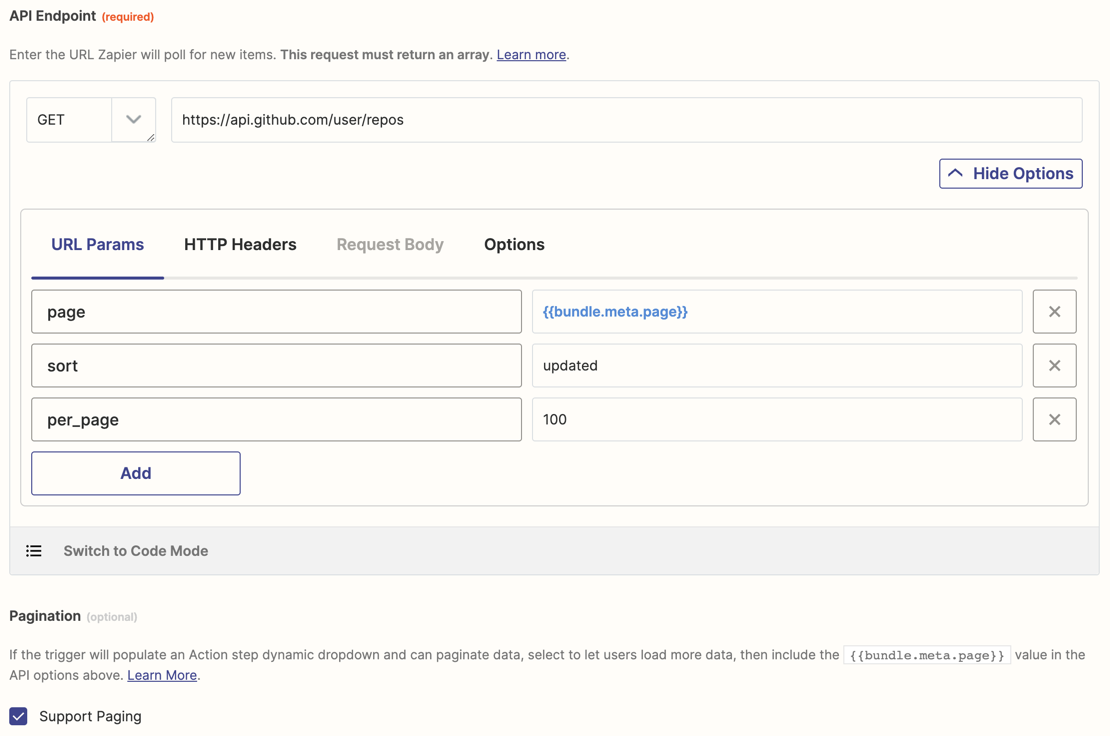 API Endpoint (required)
Enter the URL Zapier will poll for new items. This request must return an array. Learn more.
GET
https://api.github.com/user/repos
Hide Options
URL Params HTTP Headers Request Body Options
page {{bundle.meta.page}}
sort updated
per_page 100
Add
Switch to Code Mode
Pagination (optional)
If the trigger will populate an Action step dynamic dropdown and can paginate data, select to let users load more data, then include the {{bundle.meta.page}} value in the
API options above. Learn More.
Support Paging